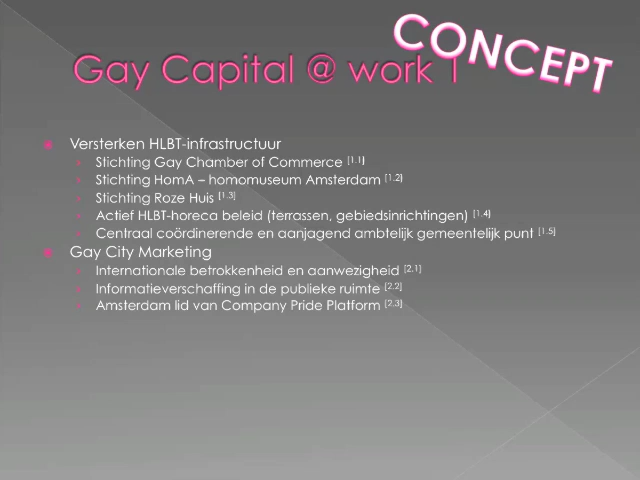 CONCEPT
Gay Capital @ work 1
Versterken HLBT-infrastructuur
Stichting Gay Chamber of Commerce [1.1]
Stichting HomA – homomuseum Amsterdam [1.2]
Stichting Roze Huis [1.3]
Actief HLBT-horeca beleid (terrassen, gebiedsinrichtingen) [1.4]
Centraal coördinerende en aanjagend ambtelijk gemeentelijk punt [1.5]
Gay City Marketing
Internationale betrokkenheid en aanwezigheid [2.1]
Informatieverschaffing in de publieke ruimte [2.2]
Amsterdam lid van Company Pride Platform [2.3]